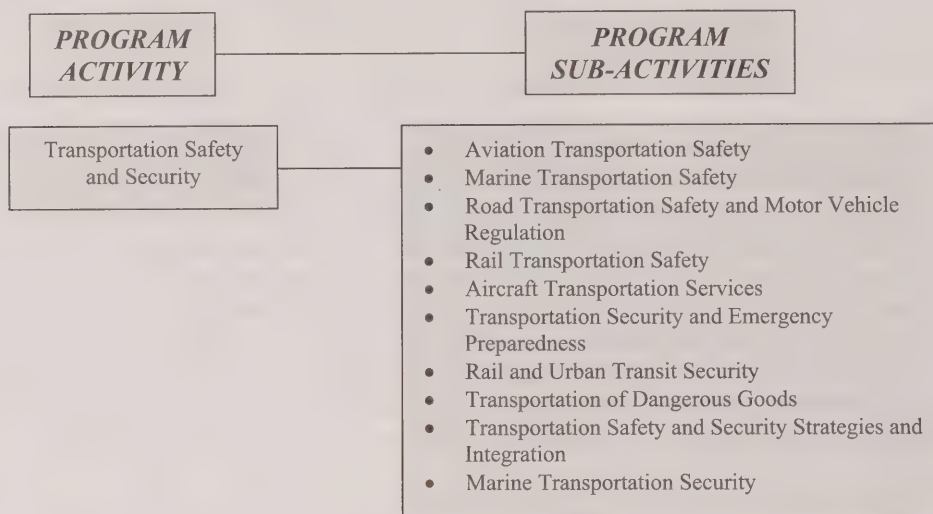 PROGRAM
ACTIVITY
PROGRAM
SUB-ACTIVITIES
Transportation Safety
and Security
• Aviation Transportation Safety
• Marine Transportation Safety
• Road Transportation Safety and Motor Vehicle
Regulation
• Rail Transportation Safety
• Aircraft Transportation Services
• Transportation Security and Emergency
Preparedness
• Rail and Urban Transit Security
• Transportation of Dangerous Goods
• Transportation Safety and Security Strategies and
Integration
• Marine Transportation Security